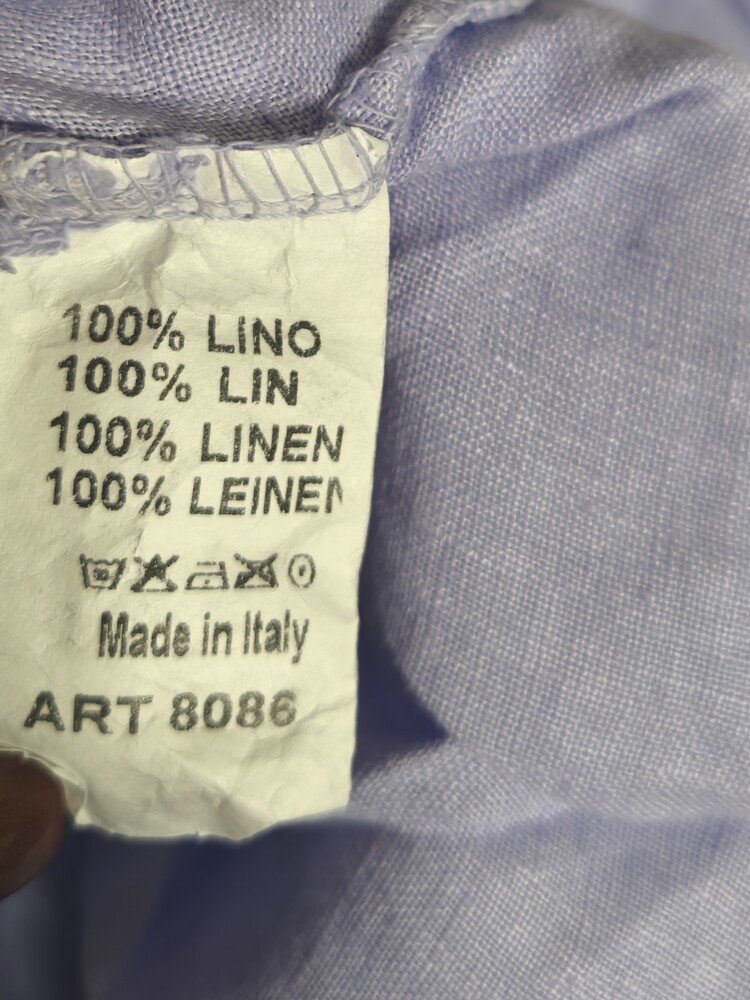 100% LINO
100% LIN
100% LINEN
100% LEINEN
Made in Italy
ART 8086